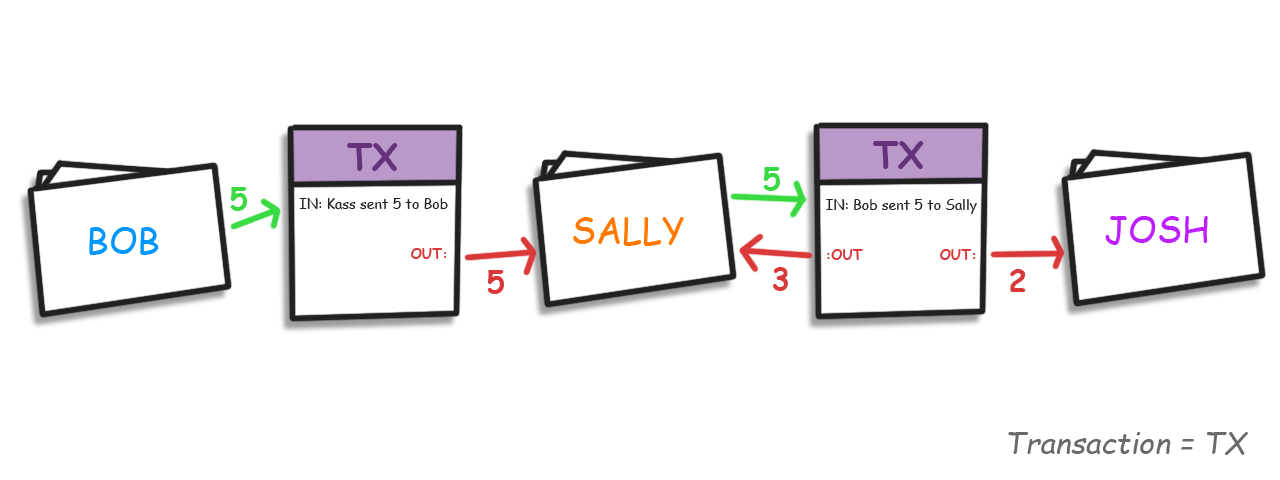 BOB
5
TX
IN: Kass sent 5 to Bob
OUT:
5
SALLY
5
3
TX
IN: Bob sent 5 to Sally
:OUT OUT:
2
JOSH
Transaction = TX